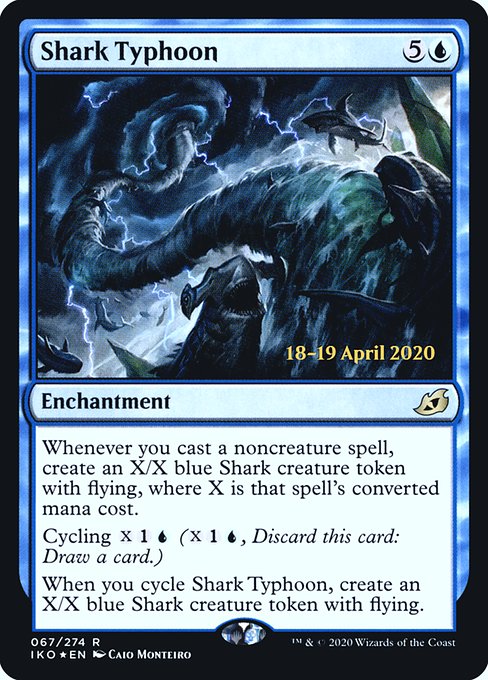 Shark Typhoon 5
18–19 April 2020
Enchantment
Whenever you cast a noncreature spell,
create an X/X blue Shark creature token
with flying, where X is that spell's converted
mana cost.
Cycling X 1 (X 1, Discard this card:
Draw a card.)
When you cycle Shark Typhoon, create an
X/X blue Shark creature token with flying.
067/274 R
IKO ★ EN Caio Monteiro
™ & © 2020 Wizards of the Coast